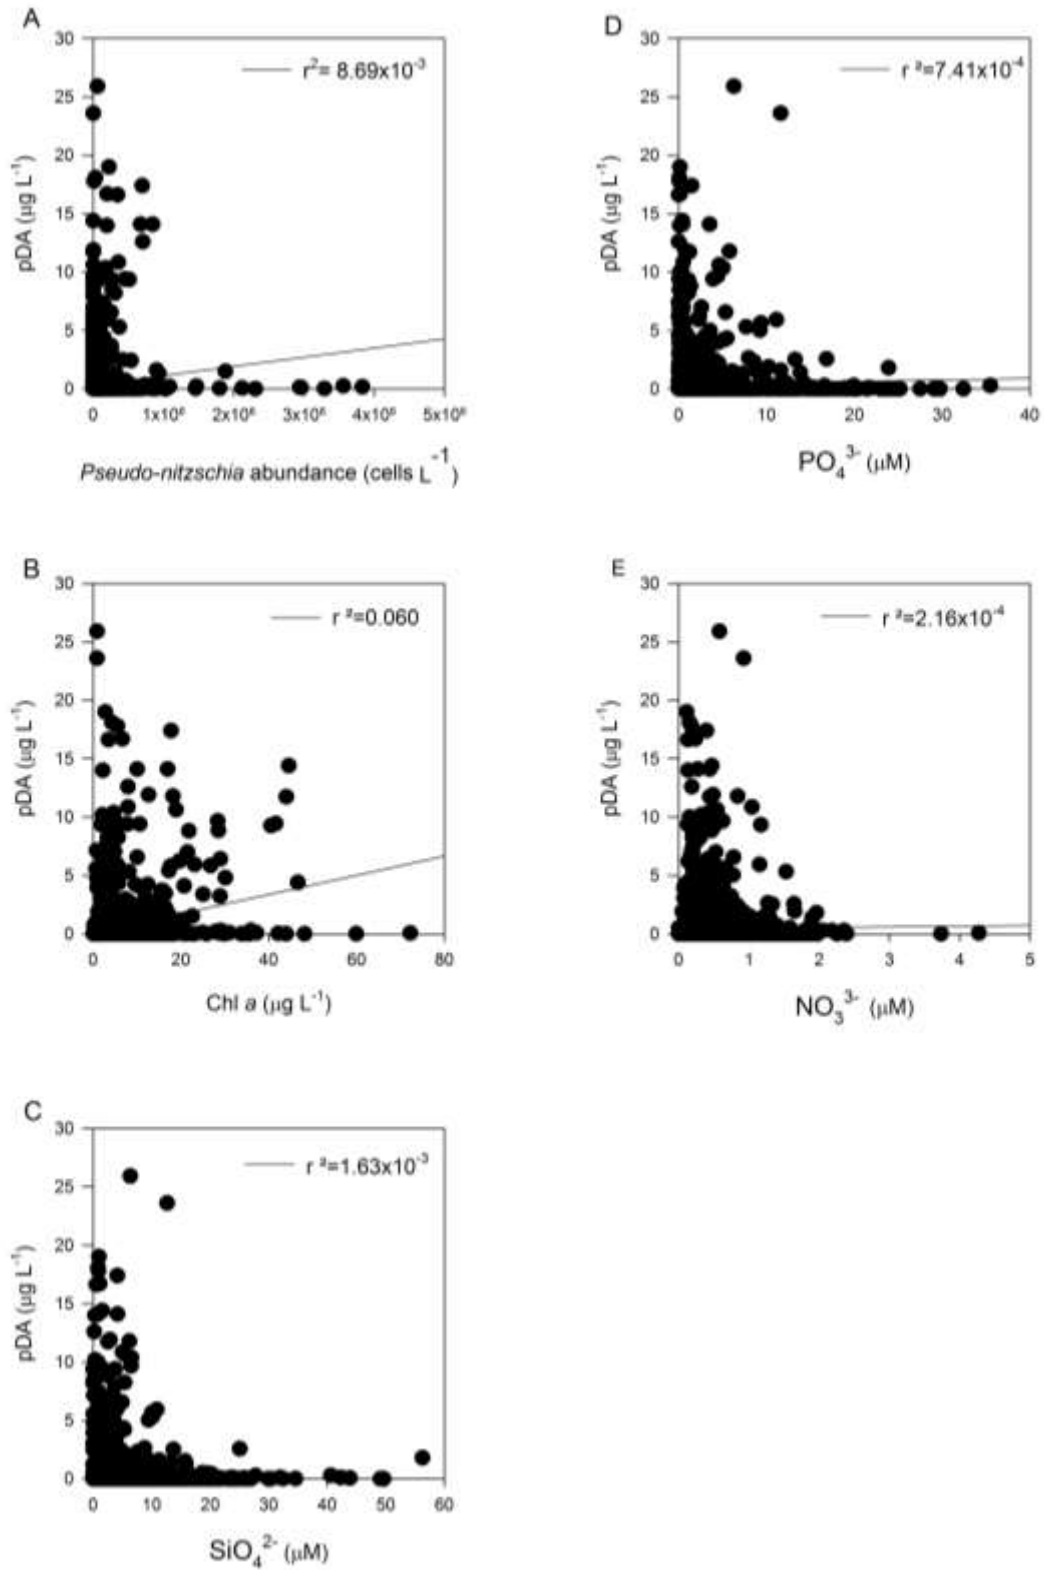 A
30
25
20
15
10
5
0
pDA (µg L⁻¹)
r²= 8.69x10⁻³
0 1x10⁶ 2x10⁶ 3x10⁶ 4x10⁶ 5x10⁶
Pseudo-nitzschia abundance (cells L⁻¹)
D
30
25
20
15
10
5
0
pDA (µg L⁻¹)
r ²=7.41x10⁻⁴
0 10 20 30 40
PO₄³⁻ (µM)
B
30
25
20
15
10
5
0
pDA (µg L⁻¹)
r ²=0.060
0 20 40 60 80
Chl a (µg L⁻¹)
E
30
25
20
15
10
5
0
pDA (µg L⁻¹)
r ²=2.16x10⁻⁴
0 1 2 3 4 5
NO₃³⁻ (µM)
C
30
25
20
15
10
5
0
pDA (µg L⁻¹)
r ²=1.63x10⁻³
0 10 20 30 40 50 60
SiO₄²⁻ (µM)